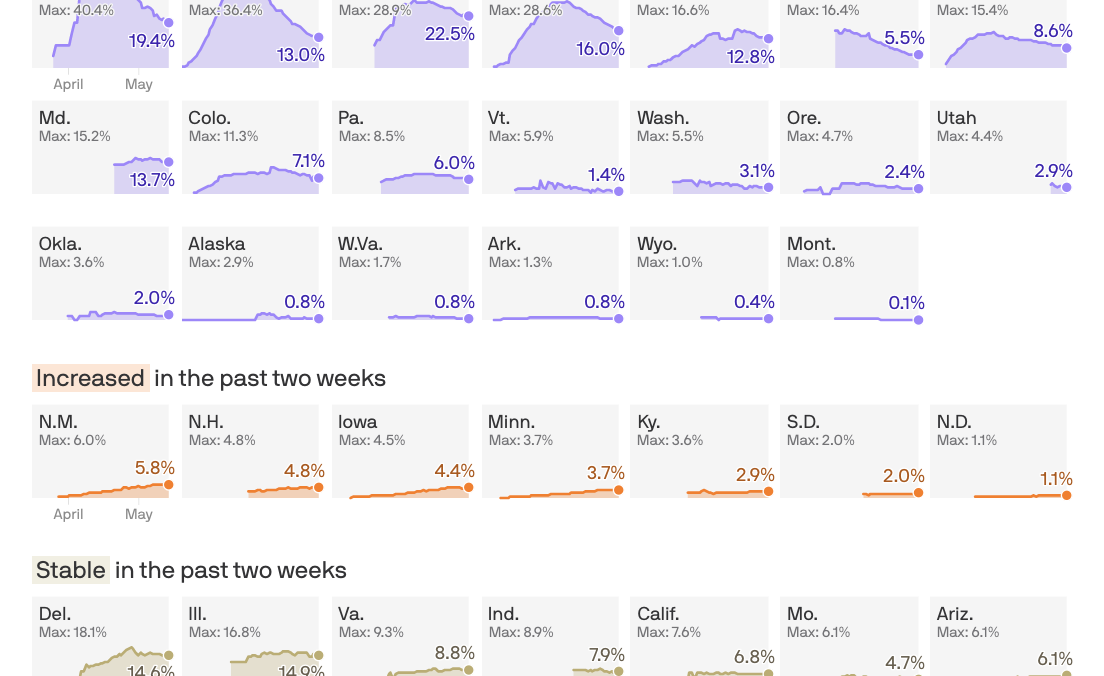 Max: 40.4% Max: 36.4% Max: 28.9% Max: 28.6% Max: 16.6% Max: 16.4% Max: 15.4%
19.4% 13.0% 22.5% 16.0% 12.8% 5.5% 8.6%
April May
Md. Colo. Pa. Vt. Wash. Ore. Utah
Max: 15.2% Max: 11.3% Max: 8.5% Max: 5.9% Max: 5.5% Max: 4.7% Max: 4.4%
13.7% 7.1% 6.0% 1.4% 3.1% 2.4% 2.9%
Okla. Alaska W.Va. Ark. Wyo. Mont.
Max: 3.6% Max: 2.9% Max: 1.7% Max: 1.3% Max: 1.0% Max: 0.8%
2.0% 0.8% 0.8% 0.8% 0.4% 0.1%
Increased in the past two weeks
N.M. N.H. Iowa Minn. Ky. S.D. N.D.
Max: 6.0% Max: 4.8% Max: 4.5% Max: 3.7% Max: 3.6% Max: 2.0% Max: 1.1%
5.8% 4.8% 4.4% 3.7% 2.9% 2.0% 1.1%
April May
Stable in the past two weeks
Del. Ill. Va. Ind. Calif. Mo. Ariz.
Max: 18.1% Max: 16.8% Max: 9.3% Max: 8.9% Max: 7.6% Max: 6.1% Max: 6.1%
14.6% 14.9% 8.8% 7.9% 6.8% 4.7% 6.1%